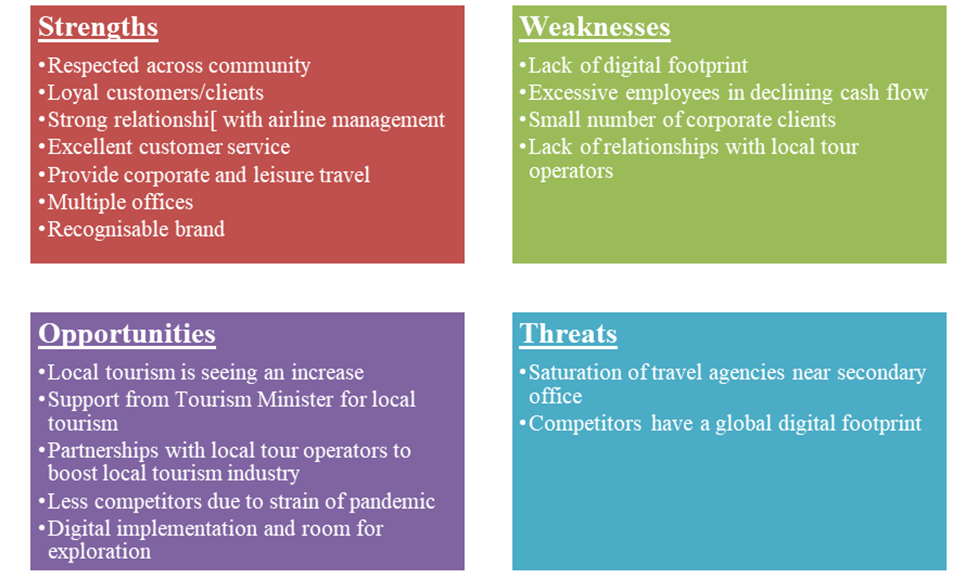 Strengths
•Respected across community
•Loyal customers/clients
•Strong relationshi[ with airline management
•Excellent customer service
•Provide corporate and leisure travel
•Multiple offices
•Recognisable brand
Weaknesses
•Lack of digital footprint
•Excessive employees in declining cash flow
•Small number of corporate clients
•Lack of relationships with local tour
operators
Opportunities
•Local tourism is seeing an increase
•Support from Tourism Minister for local
tourism
•Partnerships with local tour operators to
boost local tourism industry
•Less competitors due to strain of pandemic
•Digital implementation and room for
exploration
Threats
•Saturation of travel agencies near secondary
office
•Competitors have a global digital footprint